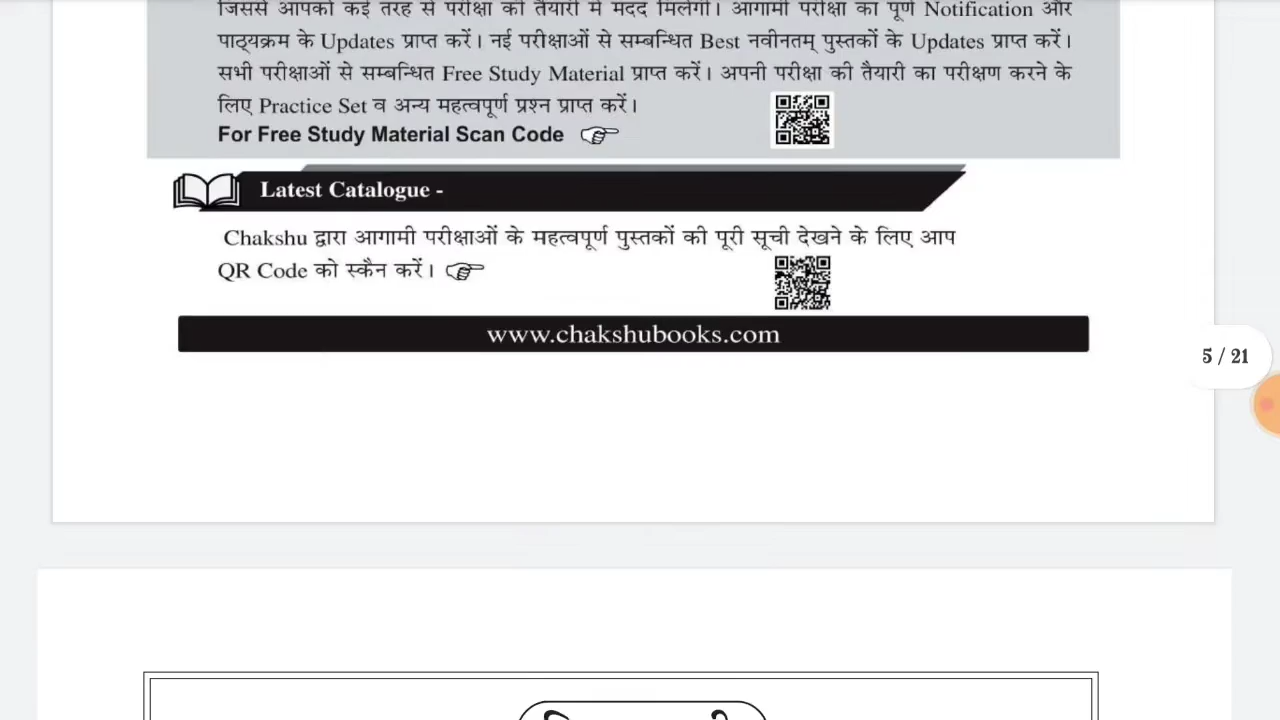 जिससे आपको कई तरह से परीक्षा की तैयारी में मदद मिलेगी। आगामी परीक्षा का पूर्ण Notification और
पाठ्यक्रम के Updates प्राप्त करें। नई परीक्षाओं से सम्बन्धित Best नवीनतम् पुस्तकों के Updates प्राप्त करें।
सभी परीक्षाओं से सम्बन्धित Free Study Material प्राप्त करें। अपनी परीक्षा की तैयारी का परीक्षण करने के
लिए Practice Set व अन्य महत्वपूर्ण प्रश्न प्राप्त करें।
For Free Study Material Scan Code
Latest Catalogue -
Chakshu द्वारा आगामी परीक्षाओं के महत्वपूर्ण पुस्तकों की पूरी सूची देखने के लिए आप
QR Code को स्कैन करें।
www.chakshubooks.com
5 / 21